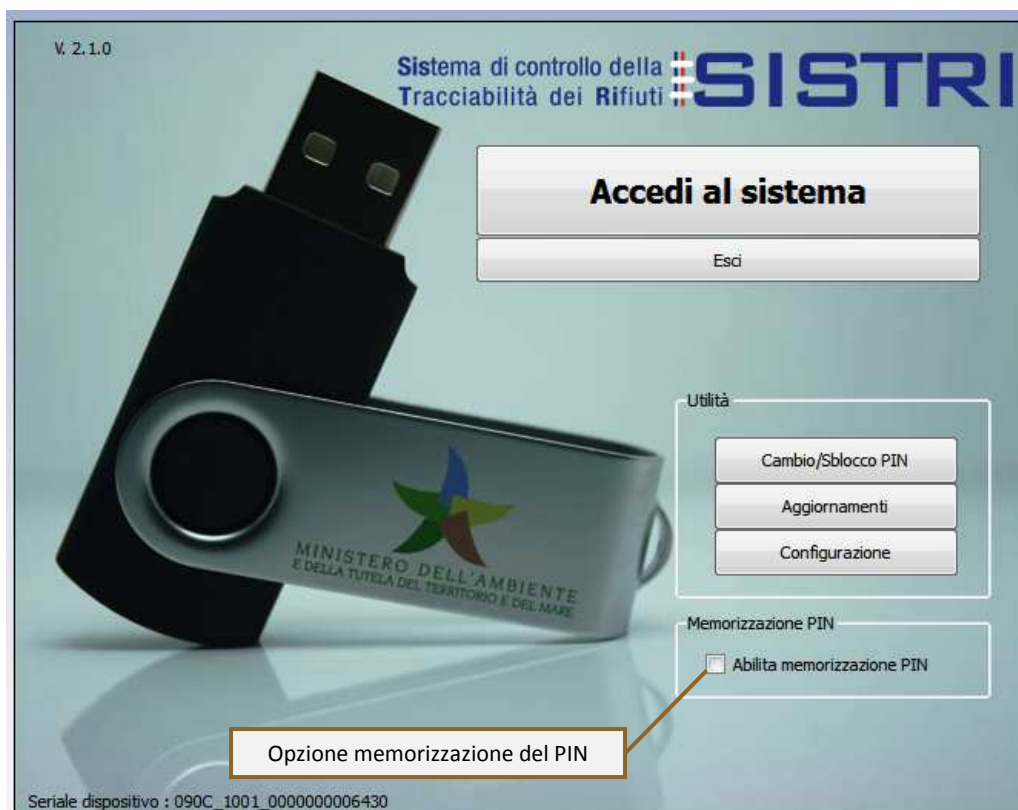 V. 2.1.0
Sistema di controllo della
Tracciabilità dei Rifiuti
SISTRI
Accedi al sistema
Esci
Utilità
Cambio/Sblocco PIN
Aggiornamenti
Configurazione
MINISTERO DELL'AMBIENTE
E DELLA TUTELA DEL TERRITORIO E DEL MARE
Memorizzazione PIN
Abilita memorizzazione PIN
Opzione memorizzazione del PIN
Seriale dispositivo : 090C_1001_0000000006430